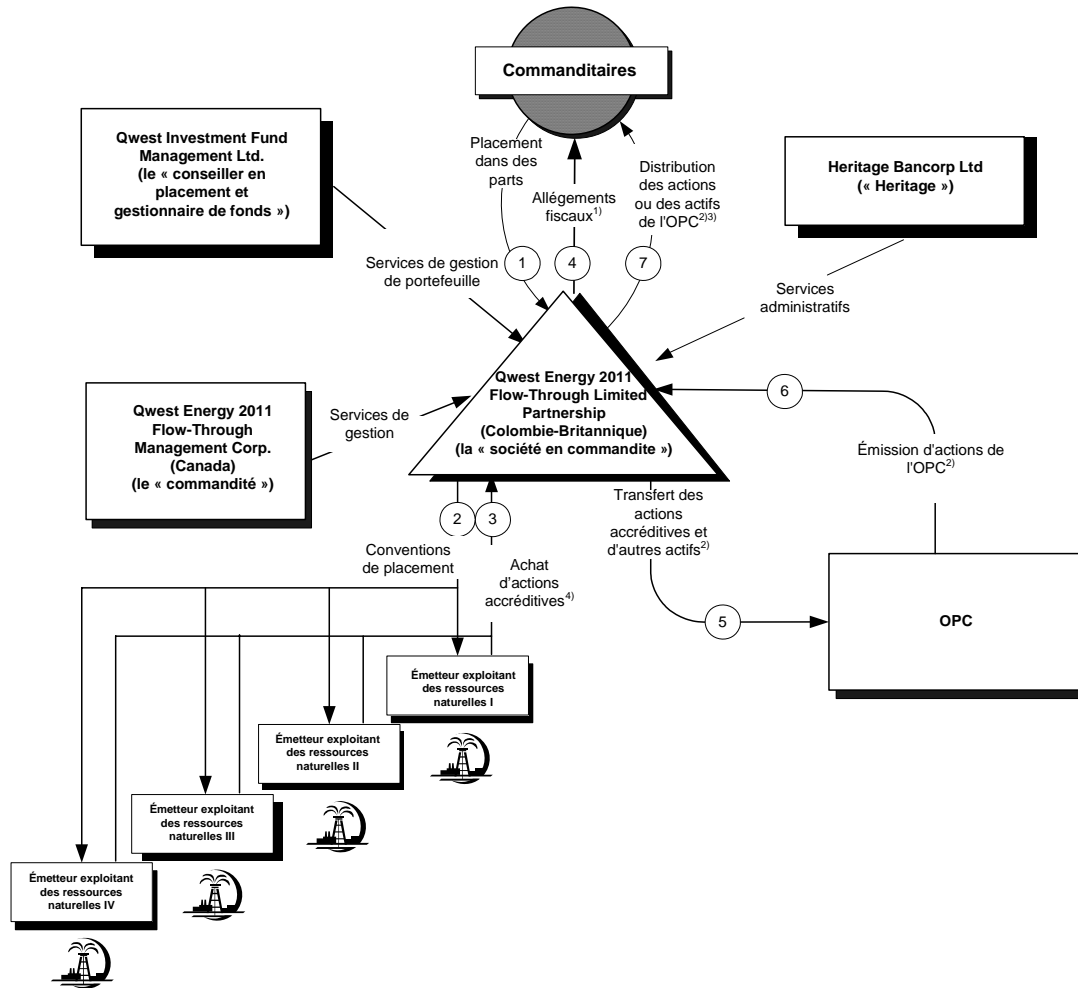 Commanditaires
Qwest Investment Fund
Management Ltd.
(le « conseiller en
placement et
gestionnaire de fonds »)
Placement
dans des
parts
Allégements
fiscaux1)
Distribution
des actions
ou des actifs
de l'OPC2)3)
Heritage Bancorp Ltd
(« Heritage »)
Services de gestion
de portefeuille
1
4
7
Services
administratifs
Qwest Energy 2011
Flow-Through Limited
Partnership
(Colombie-Britannique)
(la « société en commandite »)
Qwest Energy 2011
Flow-Through
Management Corp.
(Canada)
(le « commandité »)
Services de
gestion
6
Émission d'actions de
l'OPC2)
2
3
Transfert des
actions
accréditives et
d'autres actifs2)
Conventions
de placement
Achat
d'actions
accréditives4)
5
OPC
Émetteur exploitant
des ressources
naturelles I
Émetteur exploitant
des ressources
naturelles II
Émetteur exploitant
des ressources
naturelles III
Émetteur exploitant
des ressources
naturelles IV